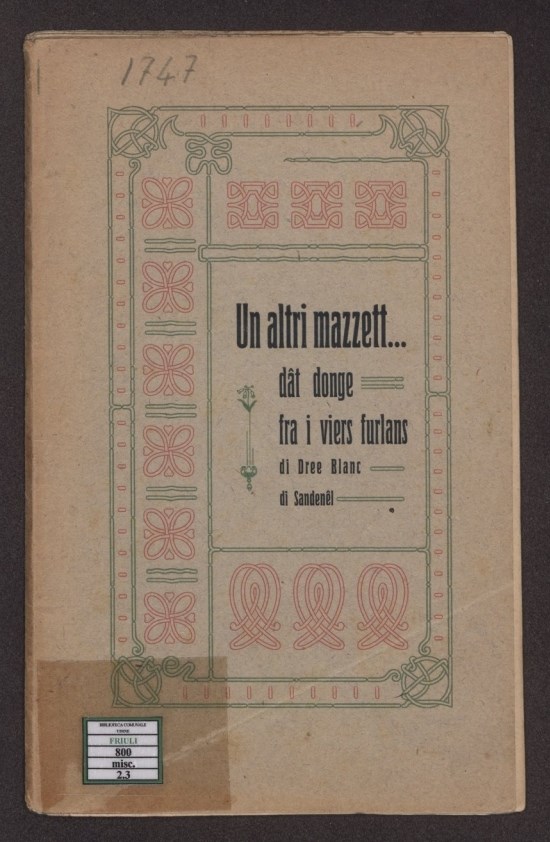 1747
Un altri mazzett...
dât donge
fra i viers furlans
di Dree Blanc
di Sandenêl
BIBLIOTECA COMUNALE
UDINE
FRIULI
800
misc.
2.3